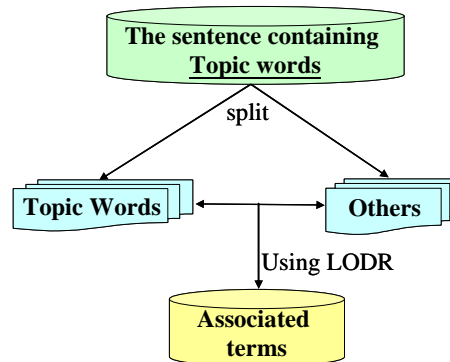 The sentence containing
Topic words
split
Topic Words
Others
Using LODR
Associated
terms